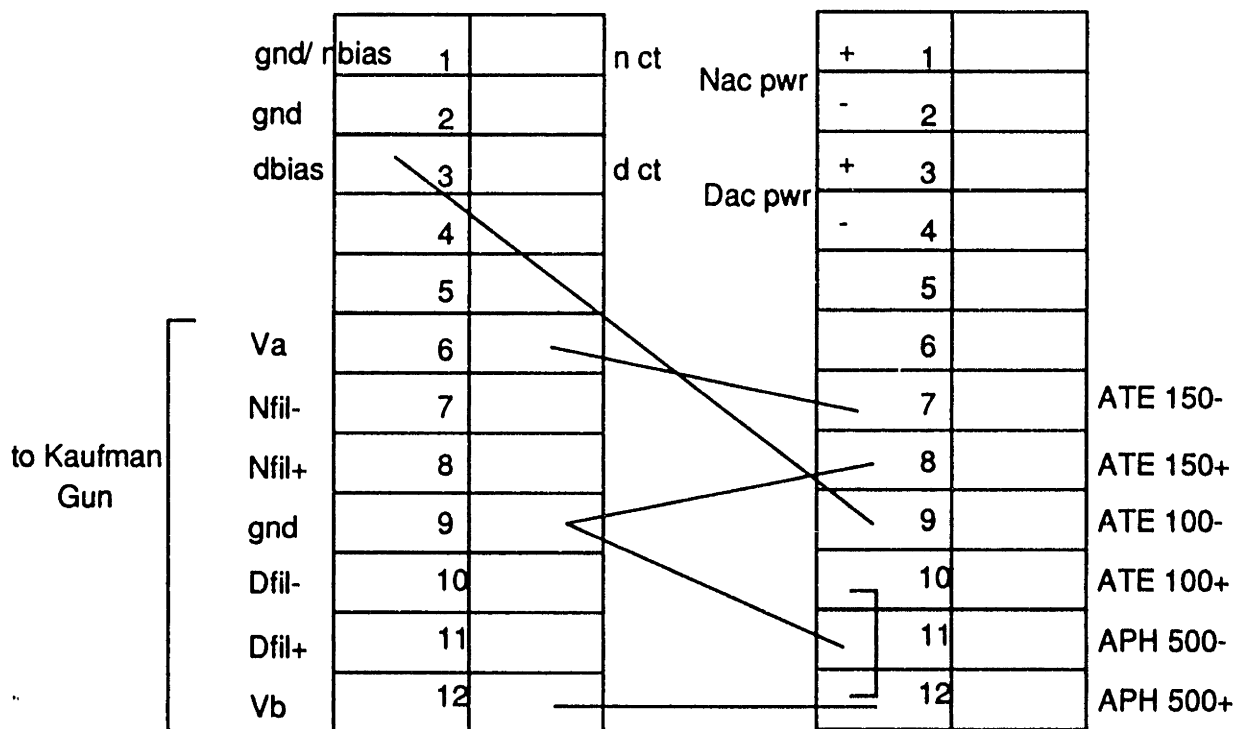 gnd/ nbias 1 n ct
gnd 2
dbias 3 d ct
4
5
Va 6
Nfil- 7
Nfil+ 8
gnd 9
Dfil- 10
Dfil+ 11
Vb 12
to Kaufman
Gun
Nac pwr
+ 1
- 2
Dac pwr
+ 3
- 4
5
6
7 ATE 150-
8 ATE 150+
9 ATE 100-
10 ATE 100+
11 APH 500-
12 APH 500+